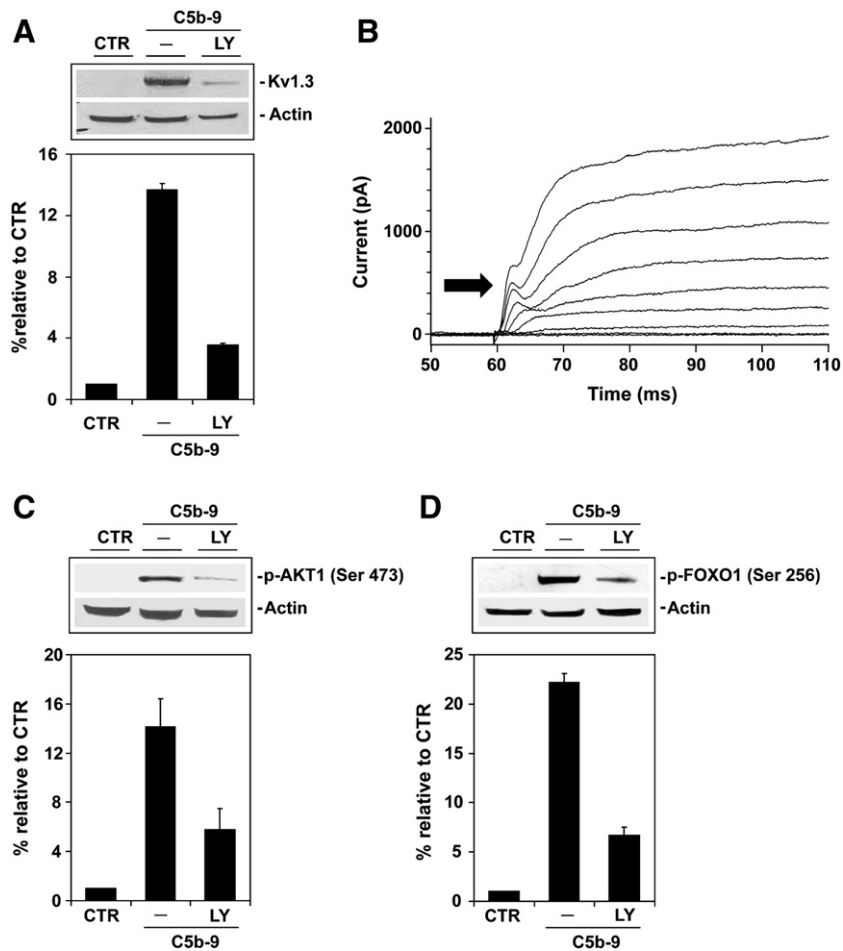 A
C5b-9
CTR — LY
-Kv1.3
-Actin
%relative to CTR
16
12
8
4
0
CTR — LY
C5b-9
B
Current (pA)
2000
1000
0
50 60 70 80 90 100 110
Time (ms)
C
C5b-9
CTR — LY
-p-AKT1 (Ser 473)
-Actin
% relative to CTR
20
16
12
8
4
0
CTR — LY
C5b-9
D
C5b-9
CTR — LY
-p-FOXO1 (Ser 256)
-Actin
% relative to CTR
25
20
15
10
5
0
CTR — LY
C5b-9